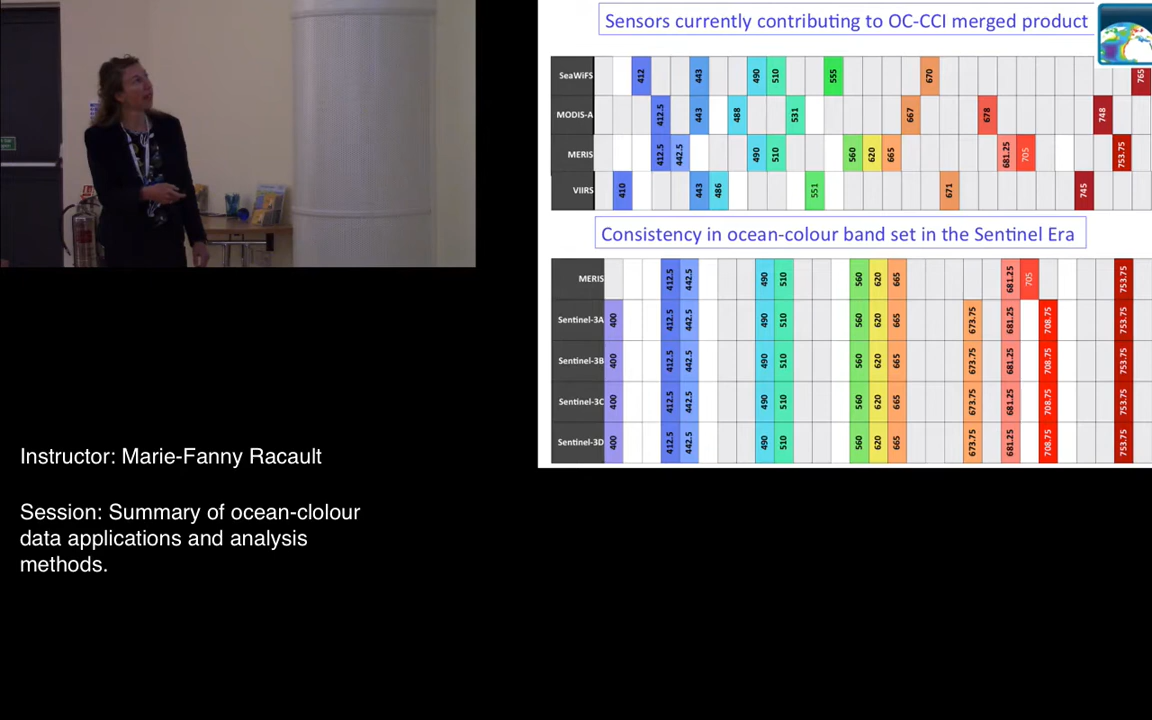 Sensors currently contributing to OC-CCI merged product
SeaWiFS 412 443 490 510 555 670 765
MODIS-A 412.5 443 488 531 667 678 748
MERIS 412.5 442.5 490 510 560 620 665 681.25 705 753.75
VIIRS 410 443 486 551 671 745
Consistency in ocean-colour band set in the Sentinel Era
MERIS 412.5 442.5 490 510 560 620 665 681.25 705 753.75
Sentinel-3A 400 412.5 442.5 490 510 560 620 665 673.75 681.25 708.75 753.75
Sentinel-3B 400 412.5 442.5 490 510 560 620 665 673.75 681.25 708.75 753.75
Sentinel-3C 400 412.5 442.5 490 510 560 620 665 673.75 681.25 708.75 753.75
Sentinel-3D 400 412.5 442.5 490 510 560 620 665 673.75 681.25 708.75 753.75
Instructor: Marie-Fanny Racault
Session: Summary of ocean-clolour
data applications and analysis
methods.